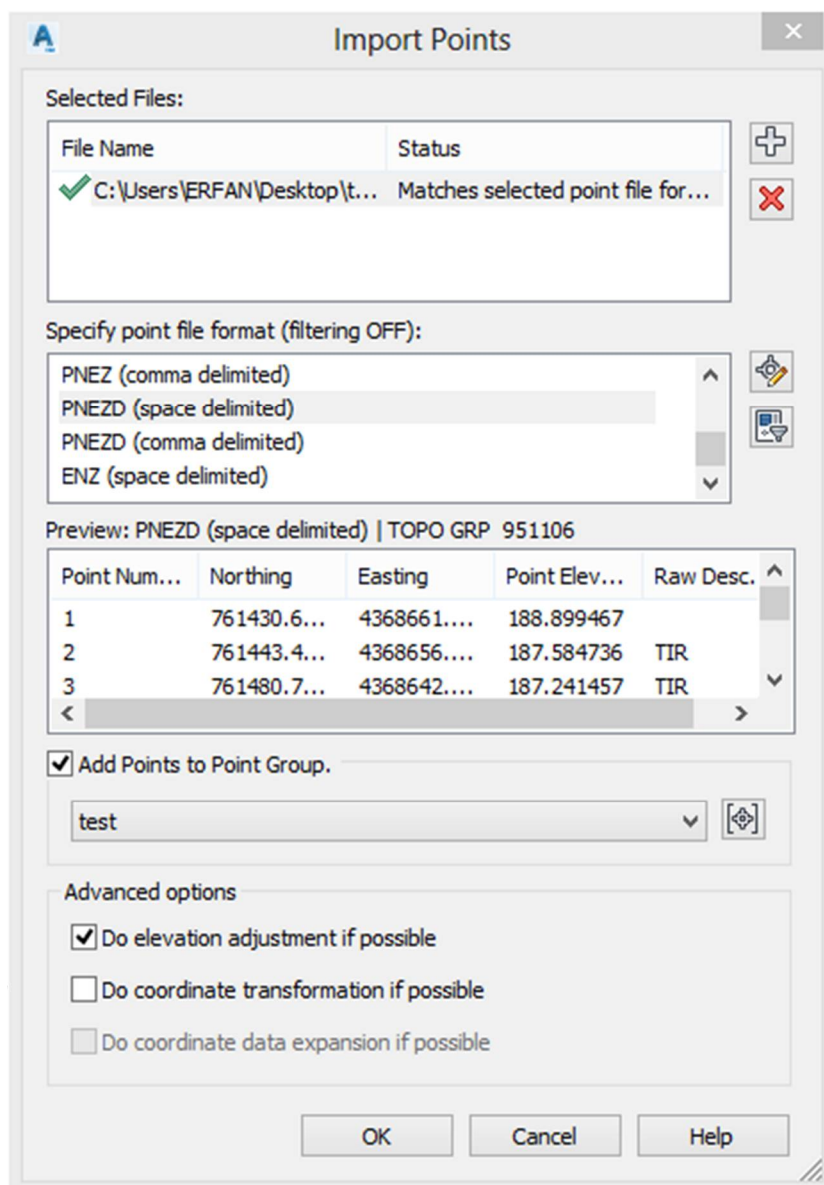 Import Points
Selected Files:
File Name Status
C:\Users\ERFAN\Desktop\t... Matches selected point file for...
Specify point file format (filtering OFF):
PNEZ (comma delimited)
PNEZD (space delimited)
PNEZD (comma delimited)
ENZ (space delimited)
Preview: PNEZD (space delimited) | TOPO GRP 951106
Point Num... Northing Easting Point Elev... Raw Desc.
1 761430.6... 4368661.... 188.899467
2 761443.4... 4368656.... 187.584736 TIR
3 761480.7... 4368642.... 187.241457 TIR
Add Points to Point Group.
test
Advanced options
Do elevation adjustment if possible
Do coordinate transformation if possible
Do coordinate data expansion if possible
OK Cancel Help